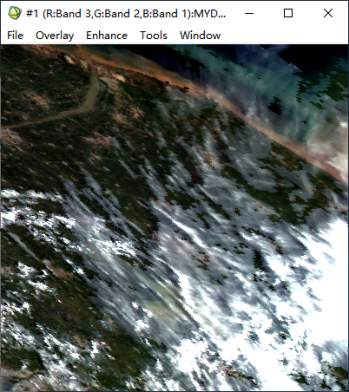 #1 (R:Band 3,G:Band 2,B:Band 1):MYD...
File Overlay Enhance Tools Window